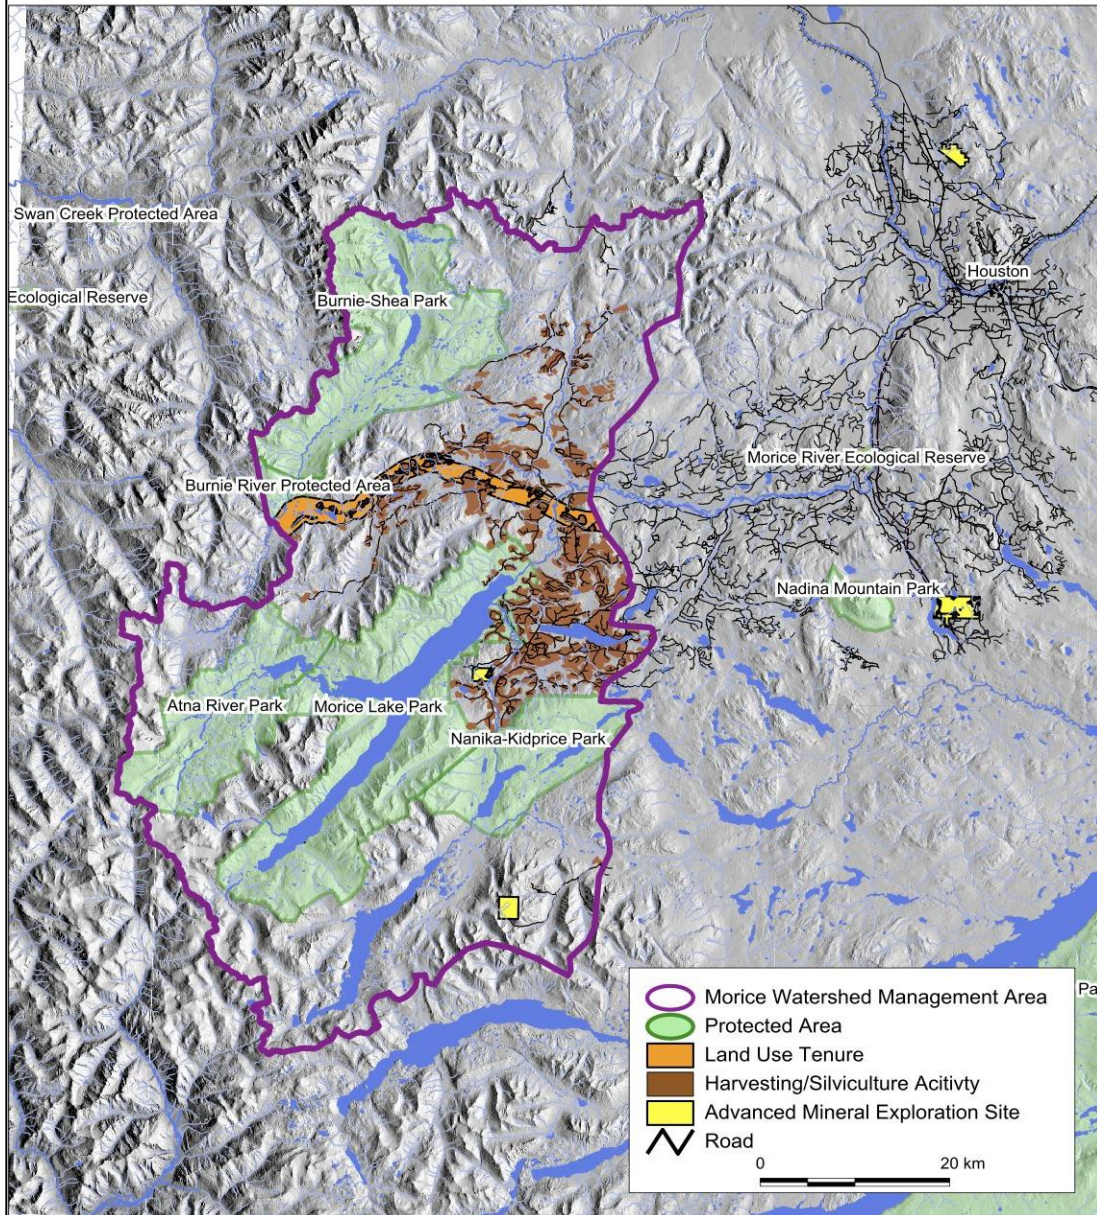 Swan Creek Protected Area
Houston
Ecological Reserve
Burnie-Shea Park
Morice River Ecological Reserve
Burnie River Protected Area
Nadina Mountain Park
Atna River Park
Morice Lake Park
Nanika-Kidprice Park
Pa
Morice Watershed Management Area
Protected Area
Land Use Tenure
Harvesting/Silviculture Acitivty
Advanced Mineral Exploration Site
Road
0 20 km